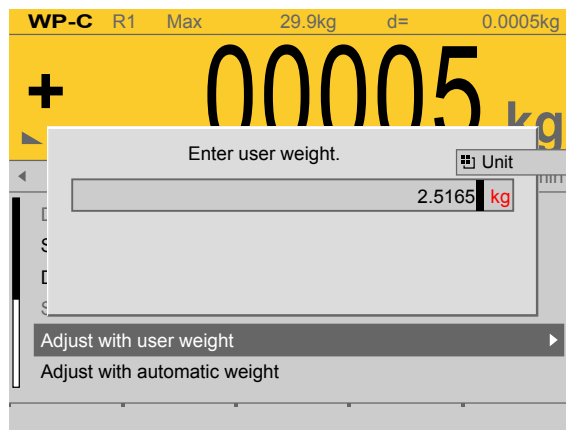 WP-C R1 Max 29.9kg d= 0.0005kg
+ 00005 kg
Enter user weight.
Unit
2.5165 kg
Adjust with user weight
Adjust with automatic weight